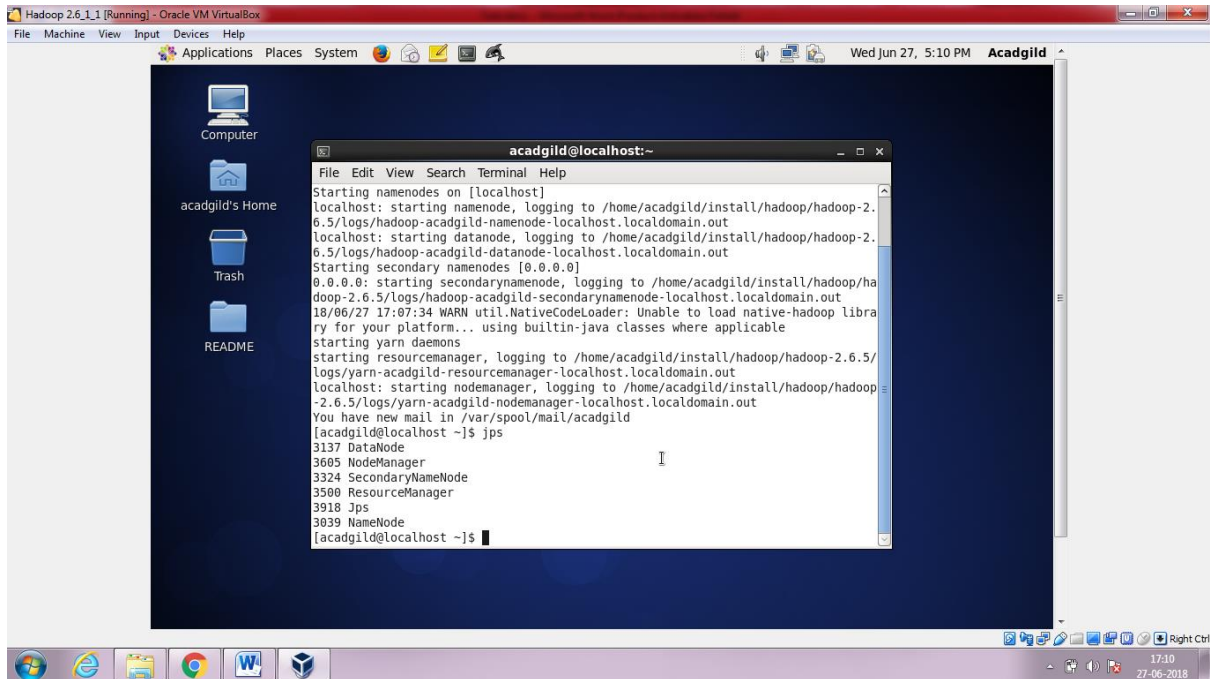 Hadoop 2.6_1_1 [Running] - Oracle VM VirtualBox
File Machine View Input Devices Help
Applications Places System Wed Jun 27, 5:10 PM Acadgild
Computer
acadgild's Home
Trash
README
acadgild@localhost:~
File Edit View Search Terminal Help
Starting namenodes on [localhost]
localhost: starting namenode, logging to /home/acadgild/install/hadoop/hadoop-2.
6.5/logs/hadoop-acadgild-namenode-localhost.localdomain.out
localhost: starting datanode, logging to /home/acadgild/install/hadoop/hadoop-2.
6.5/logs/hadoop-acadgild-datanode-localhost.localdomain.out
Starting secondary namenodes [0.0.0.0]
0.0.0.0: starting secondarynamenode, logging to /home/acadgild/install/hadoop/ha
doop-2.6.5/logs/hadoop-acadgild-secondarynamenode-localhost.localdomain.out
18/06/27 17:07:34 WARN util.NativeCodeLoader: Unable to load native-hadoop libra
ry for your platform... using builtin-java classes where applicable
starting yarn daemons
starting resourcemanager, logging to /home/acadgild/install/hadoop/hadoop-2.6.5/
logs/yarn-acadgild-resourcemanager-localhost.localdomain.out
localhost: starting nodemanager, logging to /home/acadgild/install/hadoop/hadoop
-2.6.5/logs/yarn-acadgild-nodemanager-localhost.localdomain.out
You have new mail in /var/spool/mail/acadgild
[acadgild@localhost ~]$ jps
3137 DataNode
3605 NodeManager
3324 SecondaryNameNode
3500 ResourceManager
3918 Jps
3039 NameNode
[acadgild@localhost ~]$
Right Ctrl
17:10
27-06-2018